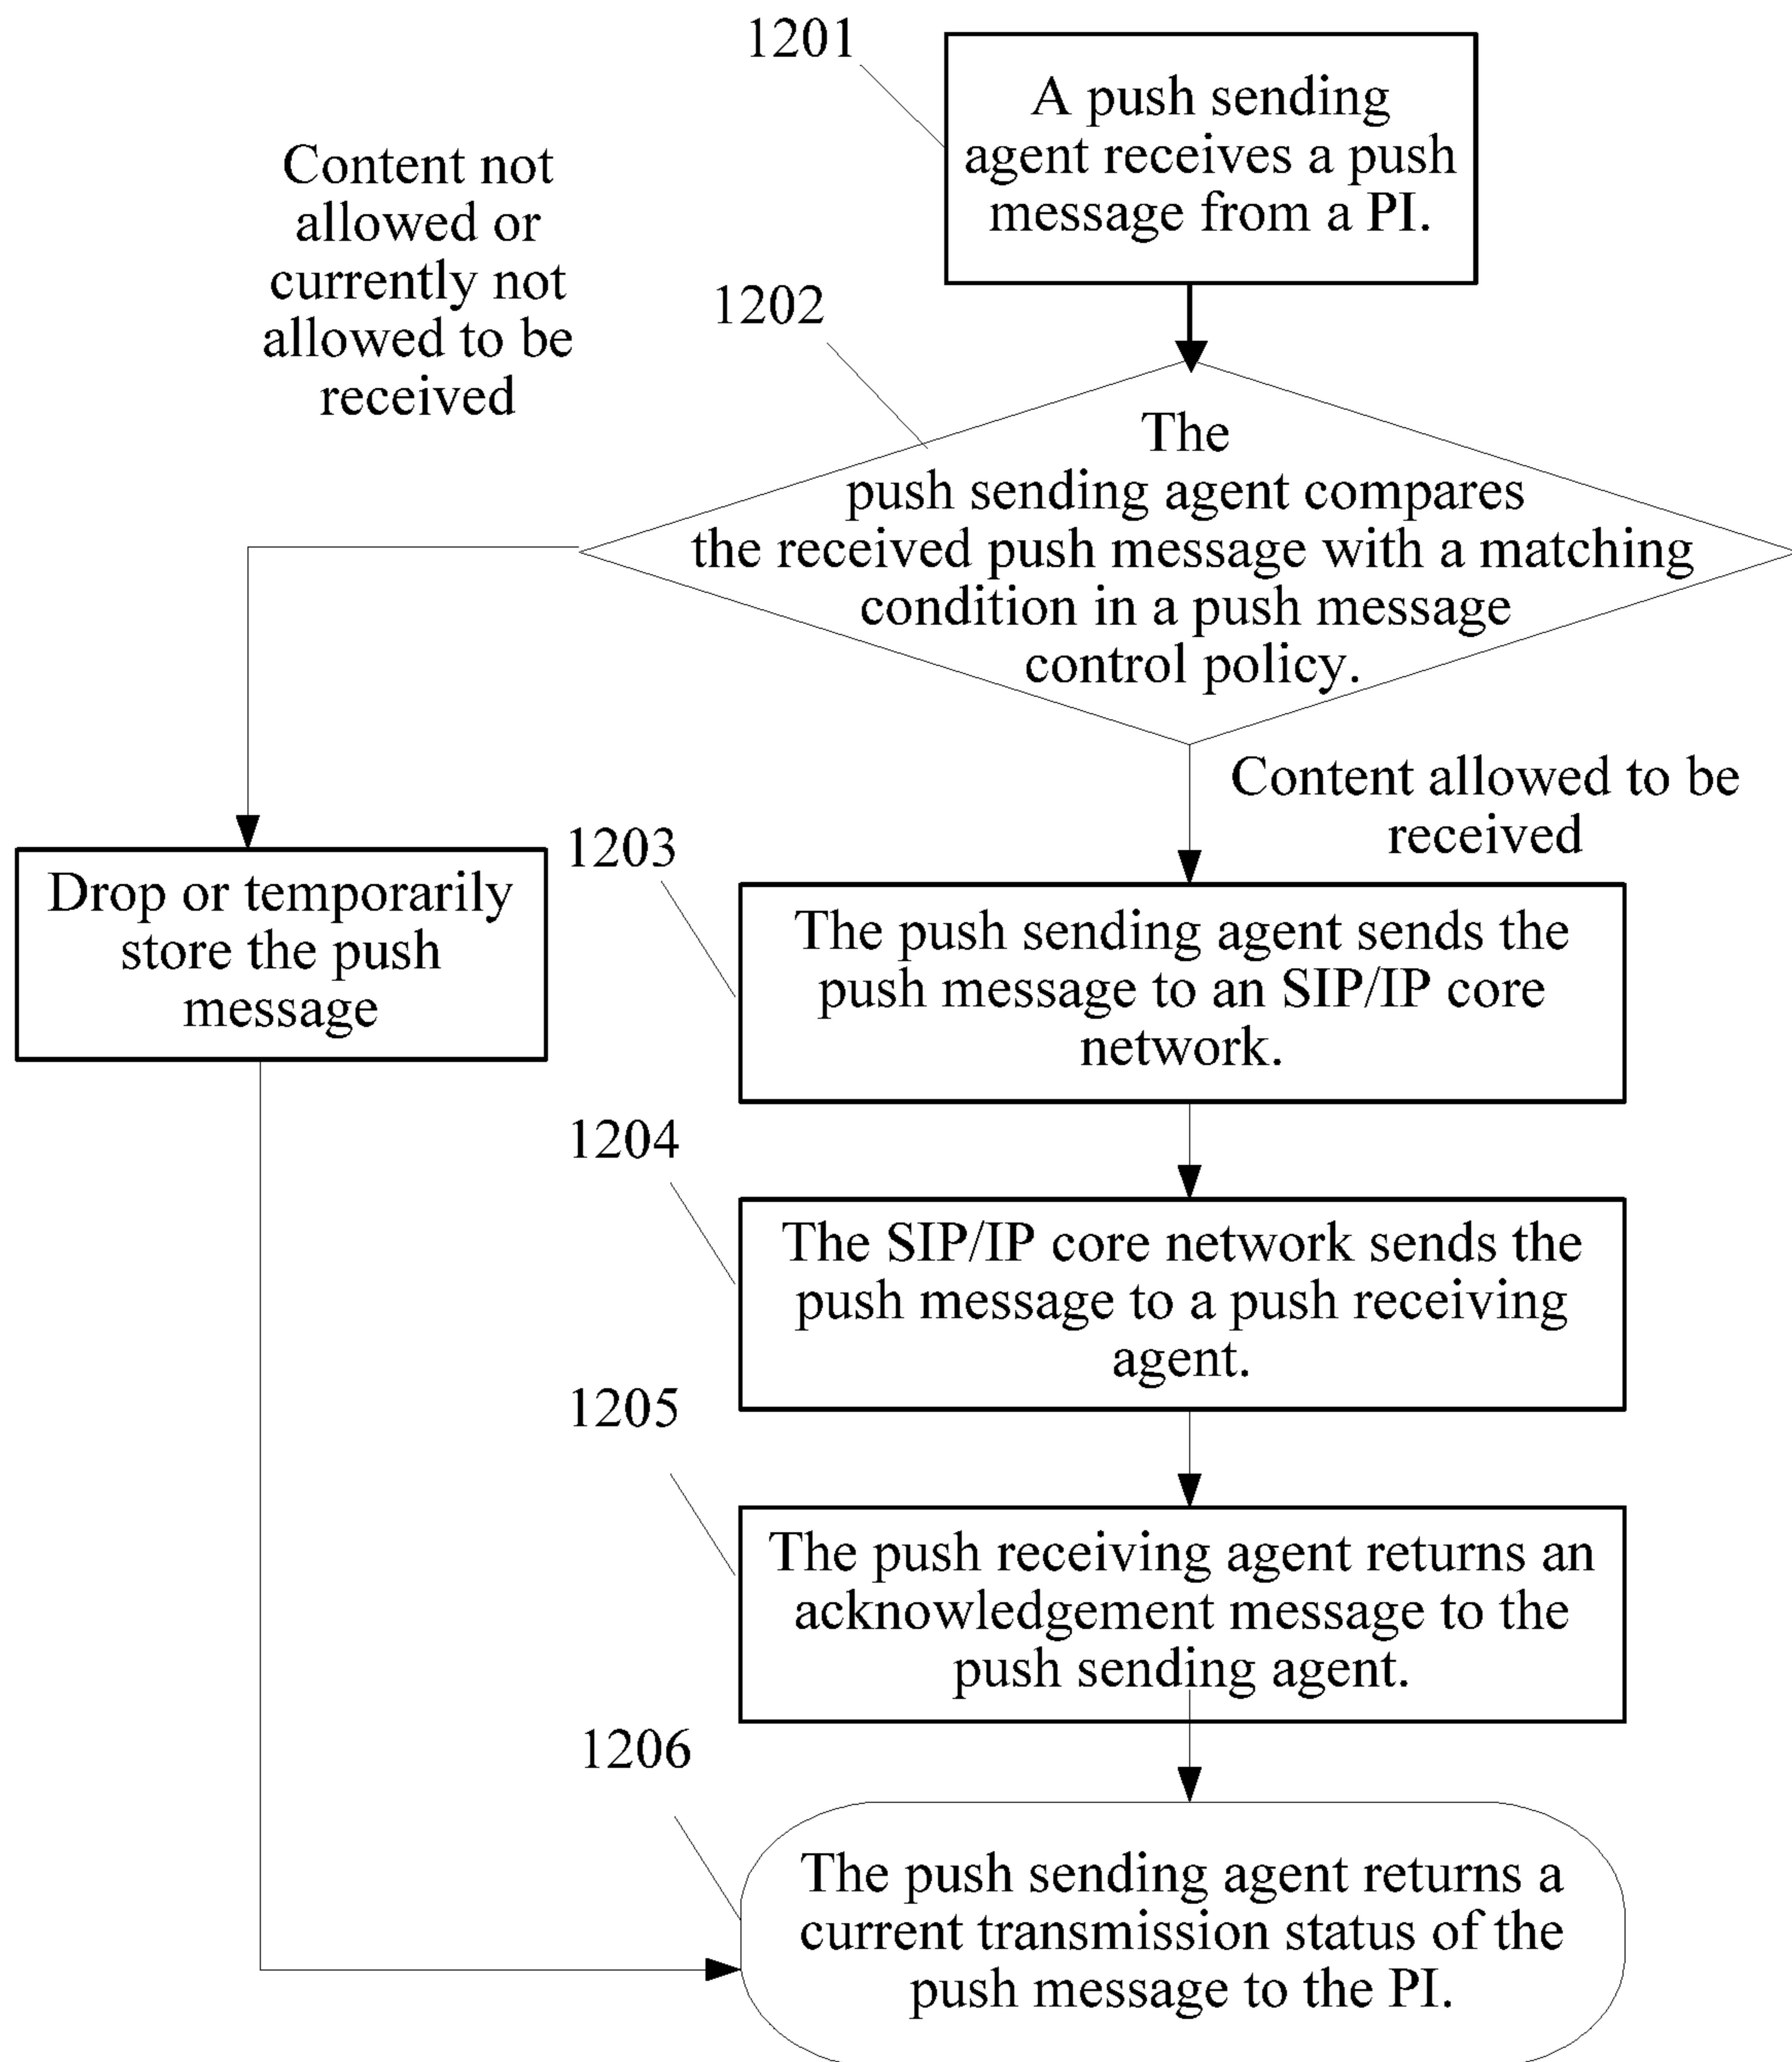 1201
A push sending
agent receives a push
message from a PI.
Content not
allowed or
currently not
allowed to be
received
1202
The
push sending agent compares
the received push message with a matching
condition in a push message
control policy.
Content allowed to be
received
Drop or temporarily
store the push
message
1203
The push sending agent sends the
push message to an SIP/IP core
network.
1204
The SIP/IP core network sends the
push message to a push receiving
agent.
1205
The push receiving agent returns an
acknowledgement message to the
push sending agent.
1206
The push sending agent returns a
current transmission status of the
push message to the PI.